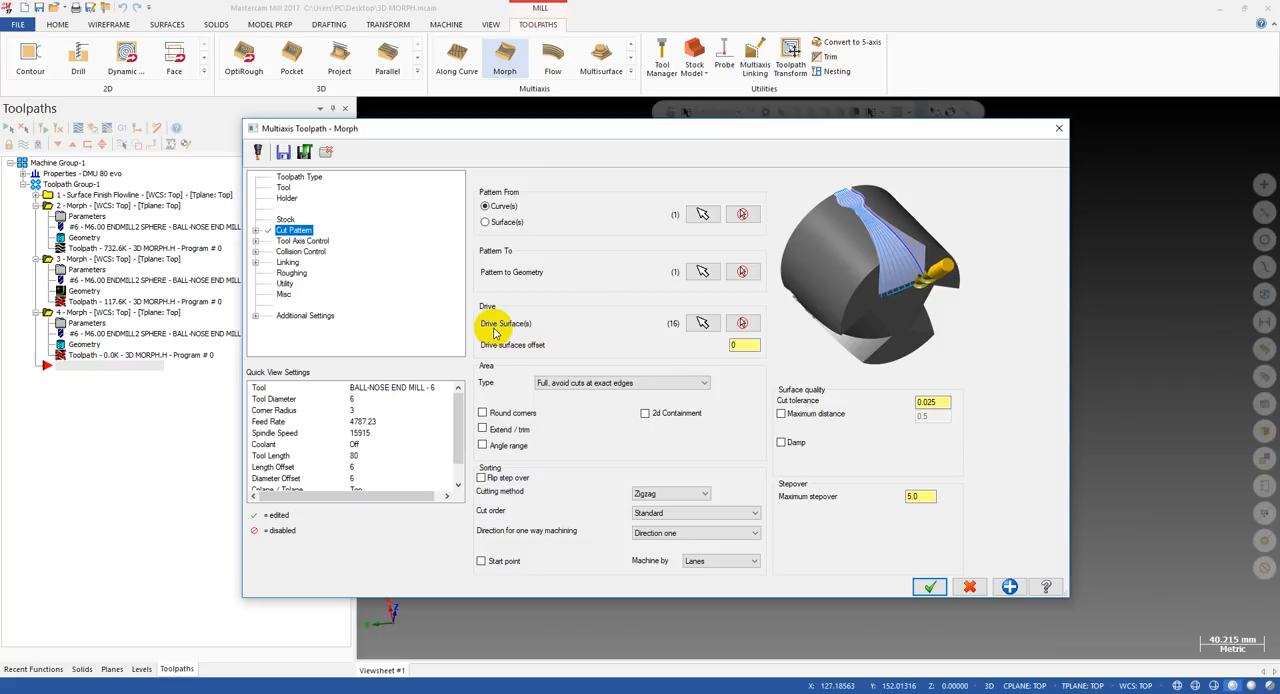 Mastercam Mill 2017 C:\Users\PC\Desktop\3D MORPH.mcam
MILL
FILE HOME WIREFRAME SURFACES SOLIDS MODEL PREP DRAFTING TRANSFORM MACHINE VIEW TOOLPATHS
Contour Drill Dynamic ... Face
2D
OptiRough Pocket Project Parallel
3D
Along Curve Morph Flow Multisurface
Multiaxis
Tool Manager Stock Model Probe Multiaxis Linking Toolpath Transform
Convert to 5-axis
Trim
Nesting
Utilities
Toolpaths
G1
Machine Group-1
Properties - DMU 80 evo
Toolpath Group-1
1 - Surface Finish Flowline - [WCS: Top] - [Tplane: Top]
2 - Morph - [WCS: Top] - [Tplane: Top]
Parameters
#6 - M6.00 ENDMILL2 SPHERE - BALL-NOSE END MIL
Geometry
Toolpath - 732.6K - 3D MORPH.H - Program # 0
3 - Morph - [WCS: Top] - [Tplane: Top]
Parameters
#6 - M6.00 ENDMILL2 SPHERE - BALL-NOSE END MIL
Geometry
Toolpath - 117.6K - 3D MORPH.H - Program # 0
4 - Morph - [WCS: Top] - [Tplane: Top]
Parameters
#6 - M6.00 ENDMILL2 SPHERE - BALL-NOSE END MILL
Geometry
Toolpath - 0.0K - 3D MORPH.H - Program # 0
Multiaxis Toolpath - Morph
Toolpath Type
Tool
Holder
Stock
Cut Pattern
Tool Axis Control
Collision Control
Linking
Roughing
Utility
Misc
Additional Settings
Quick View Settings
Tool BALL-NOSE END MILL - 6
Tool Diameter 6
Corner Radius 3
Feed Rate 4787.23
Spindle Speed 15915
Coolant Off
Tool Length 80
Length Offset 6
Diameter Offset 6
Cplane / Tplane Top
= edited
= disabled
Pattern From
Curve(s) (1)
Surface(s)
Pattern To
Pattern to Geometry (1)
Drive
Drive Surface(s) (16)
Drive surfaces offset 0
Area
Type Full, avoid cuts at exact edges
Round corners 2d Containment
Extend / trim
Angle range
Sorting
Flip step over
Cutting method Zigzag
Cut order Standard
Direction for one way machining Direction one
Start point Machine by Lanes
Surface quality
Cut tolerance 0.025
Maximum distance 0.5
Damp
Stepover
Maximum stepover 5.0
Z
Y
40.215 mm
Metric
Recent Functions Solids Planes Levels Toolpaths
Viewsheet #1
X: 127.18563 Y: 152.01316 Z: 0.00000 3D CPLANE: TOP TPLANE: TOP WCS: TOP